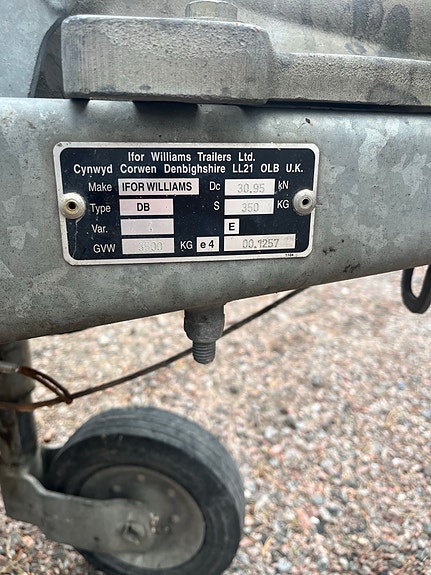 Ifor Williams Trailers Ltd.
Cynwyd Corwen Denbighshire LL21 OLB U.K.
Make IFOR WILLIAMS Dc 30.95 kN
Type DB S 350 KG
Var. E
GVW KG e 4 00.1257